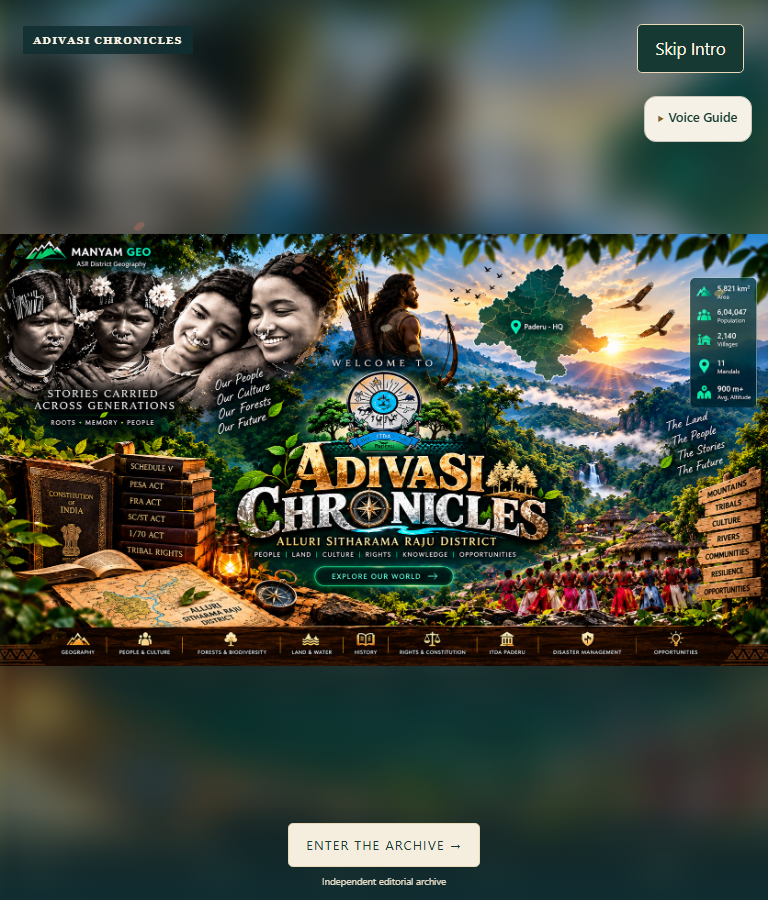 ADIVASI CHRONICLES
Skip Intro
Voice Guide
MANYAM GEO
ASR District Geography
STORIES CARRIED
ACROSS GENERATIONS
ROOTS • MEMORY • PEOPLE
Our People
Our Culture
Our Forests
Our Future
WELCOME TO
Paderu - HQ
5,821 km²
Area
6,04,047
Population
2,140
Villages
11
Mandals
900 m+
Avg. Altitude
The Land
The People
The Stories
The Future
CONSTITUTION
OF
INDIA
SCHEDULE V
PESA ACT
FRA ACT
SC/ST ACT
1/70 ACT
TRIBAL RIGHTS
ITDA
ADIVASI
CHRONICLES
ALLURI SITHARAMA RAJU DISTRICT
PEOPLE | LAND | CULTURE | RIGHTS | KNOWLEDGE | OPPORTUNITIES
EXPLORE OUR WORLD →
ALLURI
SITHARAMA RAJU
DISTRICT
MOUNTAINS
TRIBALS
CULTURE
RIVERS
COMMUNITIES
RESILIENCE
OPPORTUNITIES
GEOGRAPHY
PEOPLE & CULTURE
FORESTS & BIODIVERSITY
LAND & WATER
HISTORY
RIGHTS & CONSTITUTION
ITDA PADERU
DISASTER MANAGEMENT
OPPORTUNITIES
ENTER THE ARCHIVE →
Independent editorial archive